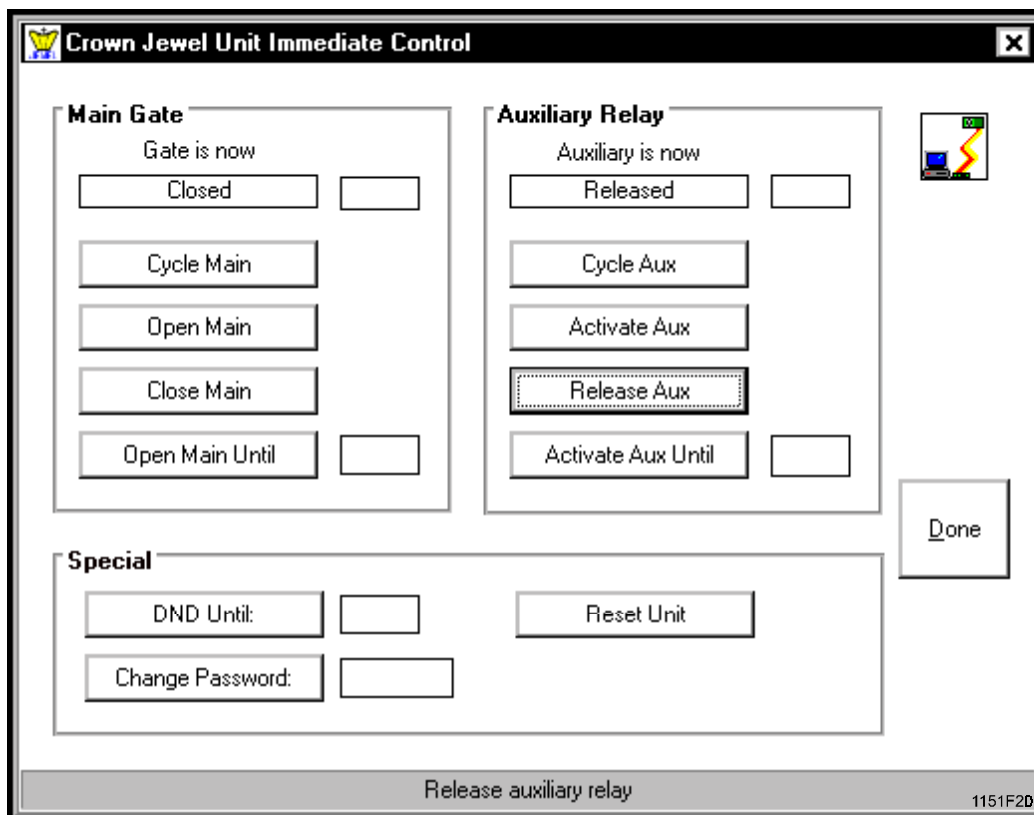 Crown Jewel Unit Immediate Control
Main Gate
Gate is now
Closed
Cycle Main
Open Main
Close Main
Open Main Until
Auxiliary Relay
Auxiliary is now
Released
Cycle Aux
Activate Aux
Release Aux
Activate Aux Until
Done
Special
DND Until:
Reset Unit
Change Password:
Release auxiliary relay